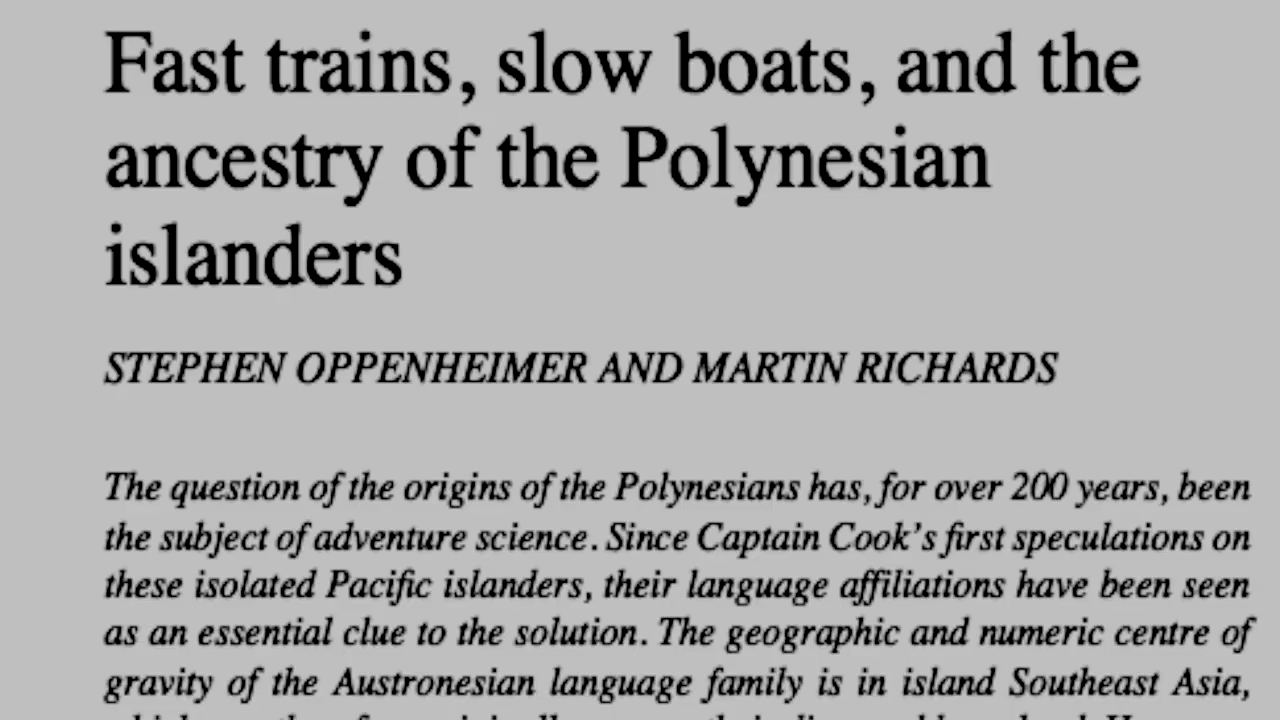 Fast trains, slow boats, and the
ancestry of the Polynesian
islanders
STEPHEN OPPENHEIMER AND MARTIN RICHARDS
The question of the origins of the Polynesians has, for over 200 years, been
the subject of adventure science. Since Captain Cook's first speculations on
these isolated Pacific islanders, their language affiliations have been seen
as an essential clue to the solution. The geographic and numeric centre of
gravity of the Austronesian language family is in island Southeast Asia,